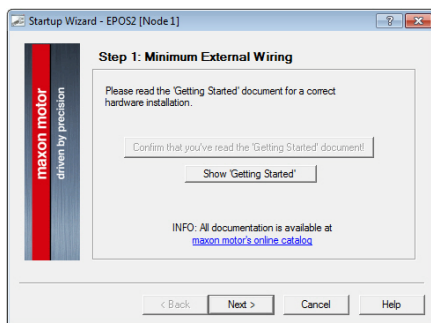 Startup Wizard - EPOS2 [Node 1]
Step 1: Minimum External Wiring
maxon motor
driven by precision
Please read the 'Getting Started' document for a correct
hardware installation.
Confirm that you've read the 'Getting Started' document!
Show 'Getting Started'
INFO: All documentation is available at
maxon motor's online catalog
< Back
Next >
Cancel
Help